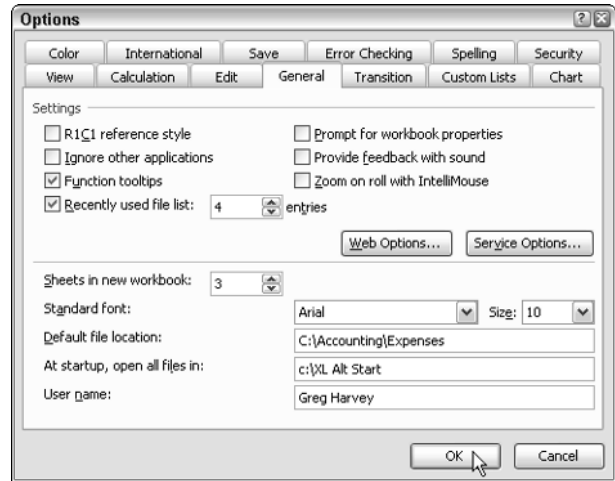 Options
Color International Save Error Checking Spelling Security
View Calculation Edit General Transition Custom Lists Chart
Settings
R1C1 reference style Prompt for workbook properties
Ignore other applications Provide feedback with sound
Function tooltips Zoom on roll with IntelliMouse
Recently used file list: 4 entries
Web Options... Service Options...
Sheets in new workbook: 3
Standard font: Arial Size: 10
Default file location: C:\Accounting\Expenses
At startup, open all files in: c:\XL Alt Start
User name: Greg Harvey
OK Cancel